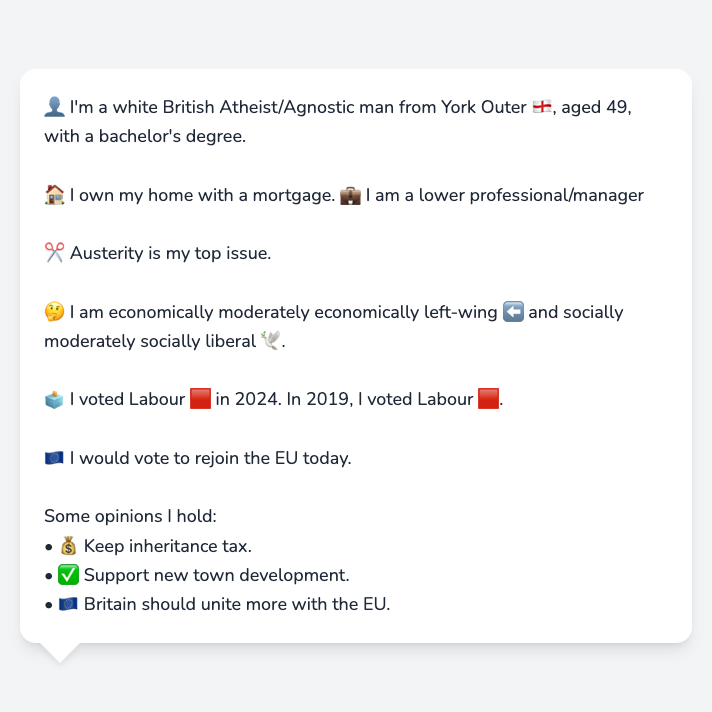 👤 I'm a white British Atheist/Agnostic man from York Outer 🏴󠁧󠁢󠁥󠁮󠁧󠁿, aged 49,
with a bachelor's degree.
🏠 I own my home with a mortgage. 💼 I am a lower professional/manager
✂️ Austerity is my top issue.
🤔 I am economically moderately economically left-wing ⬅️ and socially
moderately socially liberal 🕊️.
🗳️ I voted Labour 🟥 in 2024. In 2019, I voted Labour 🟥.
🇪🇺 I would vote to rejoin the EU today.
Some opinions I hold:
• 💰 Keep inheritance tax.
• ✅ Support new town development.
• 🇪🇺 Britain should unite more with the EU.